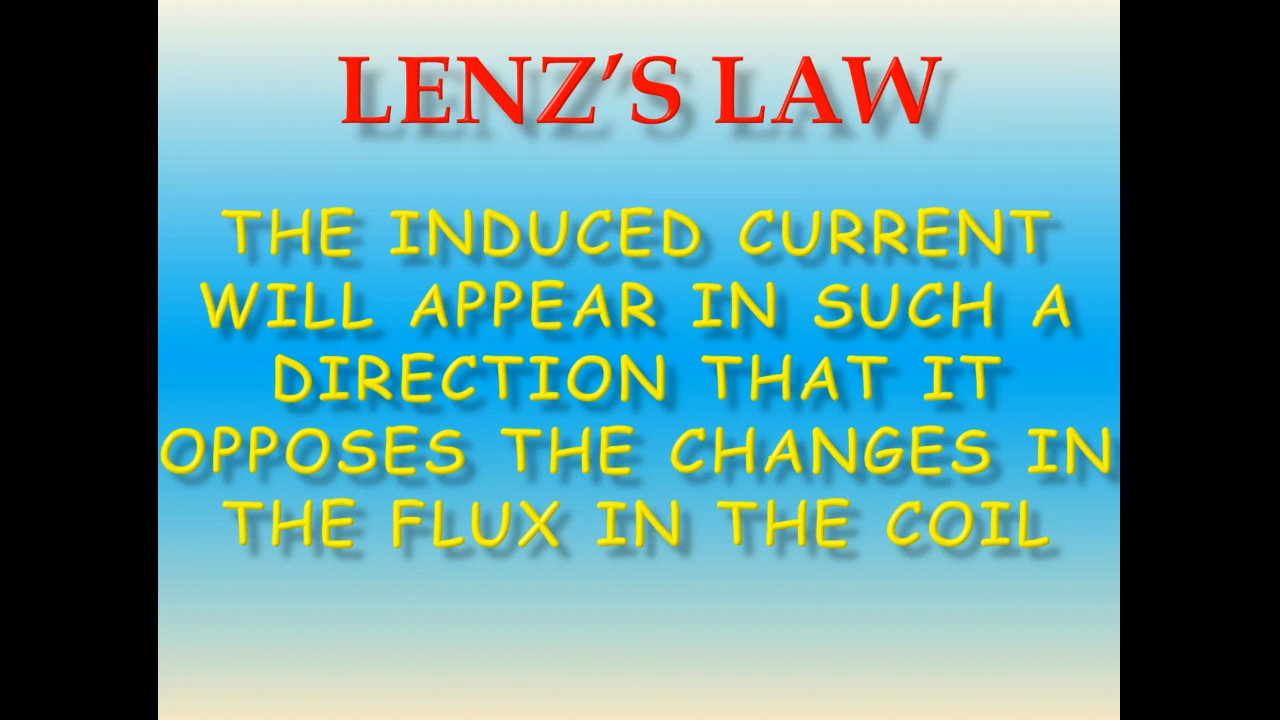 LENZ’S LAW
THE INDUCED CURRENT
WILL APPEAR IN SUCH A
DIRECTION THAT IT
OPPOSES THE CHANGES IN
THE FLUX IN THE COIL